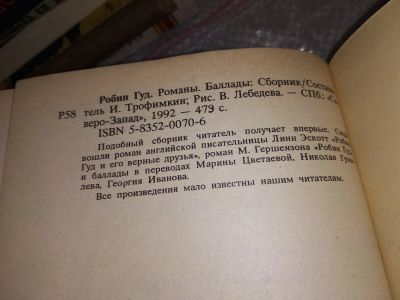 Робин Гуд. Романы. Баллады: Сборник/Состави
Р58 тель И. Трофимкин; Рис. В. Лебедева. — СПб.: «Се
веро-Запад», 1992 — 479 с.
ISBN 5-8352-0070-6
Подобный сборник читатель получает впервые.
вошли роман английской писательницы Линн Эскотт «Робин
Гуд и его верные друзья», роман М. Гершензона «Робин Гуд»
и баллады в переводах Марины Цветаевой, Николая Гуми
лева, Георгия Иванова.
Все произведения мало известны нашим читателям.